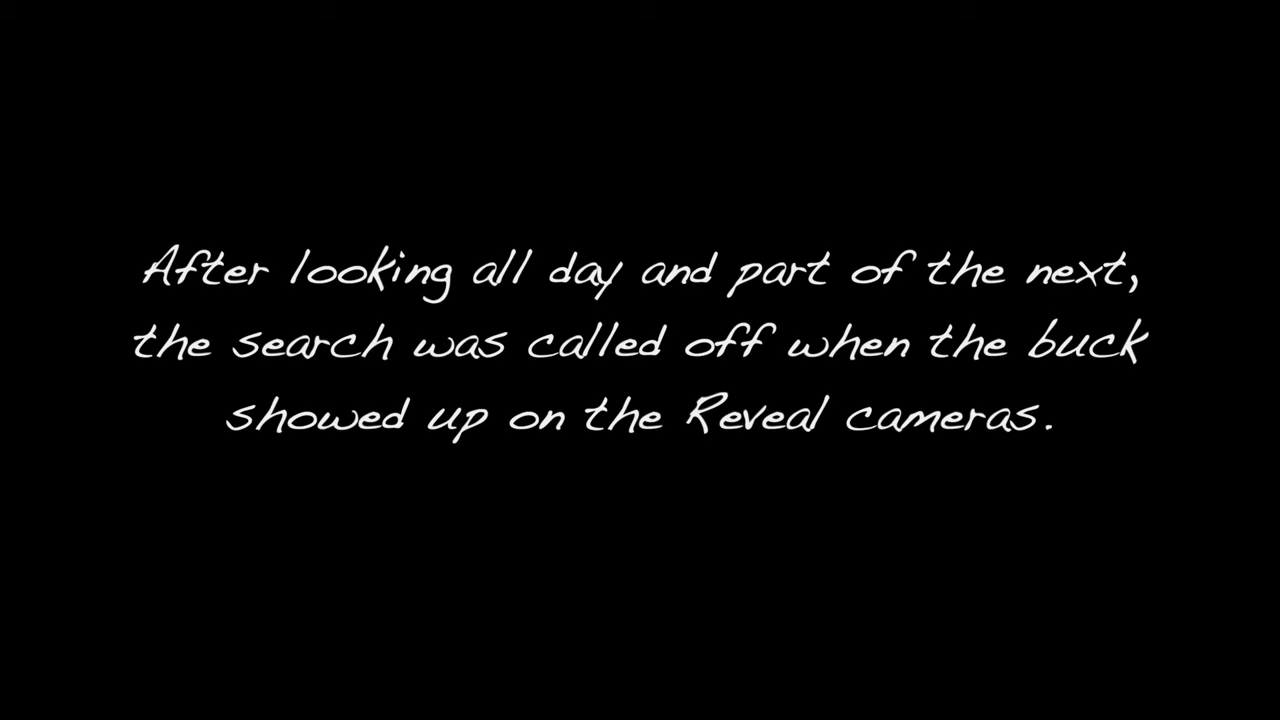 After looking all day and part of the next,
the search was called off when the buck
showed up on the Reveal cameras.